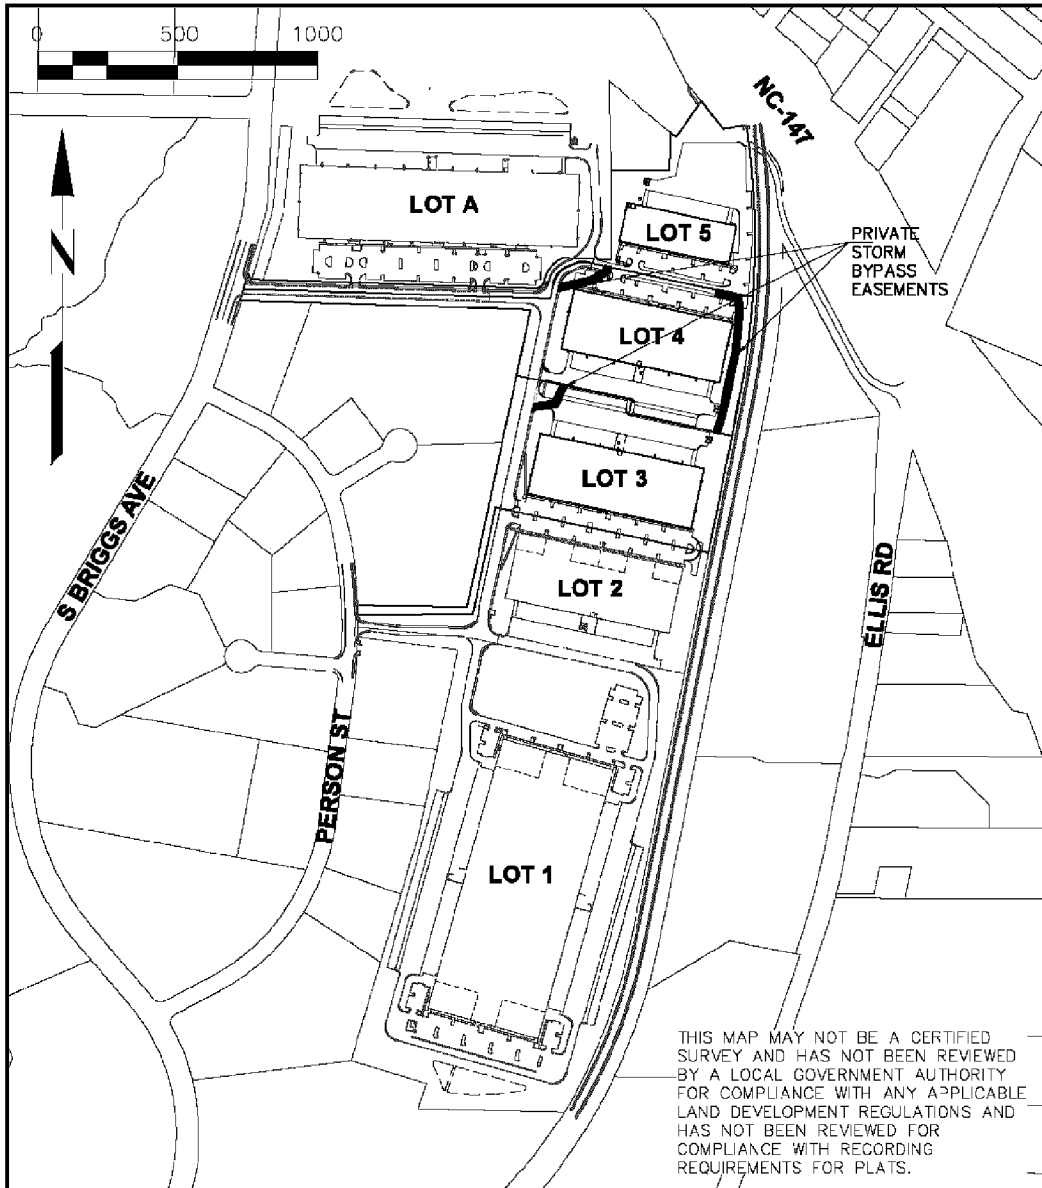 0 500 1000
NC-147
LOT A
LOT 5
PRIVATE
STORM
BYPASS
EASEMENTS
N
LOT 4
LOT 3
S BRIGGS AVE
LOT 2
ELLIS RD
PERSON ST
LOT 1
THIS MAP MAY NOT BE A CERTIFIED
SURVEY AND HAS NOT BEEN REVIEWED
BY A LOCAL GOVERNMENT AUTHORITY
FOR COMPLIANCE WITH ANY APPLICABLE
LAND DEVELOPMENT REGULATIONS AND
HAS NOT BEEN REVIEWED FOR
COMPLIANCE WITH RECORDING
REQUIREMENTS FOR PLATS.